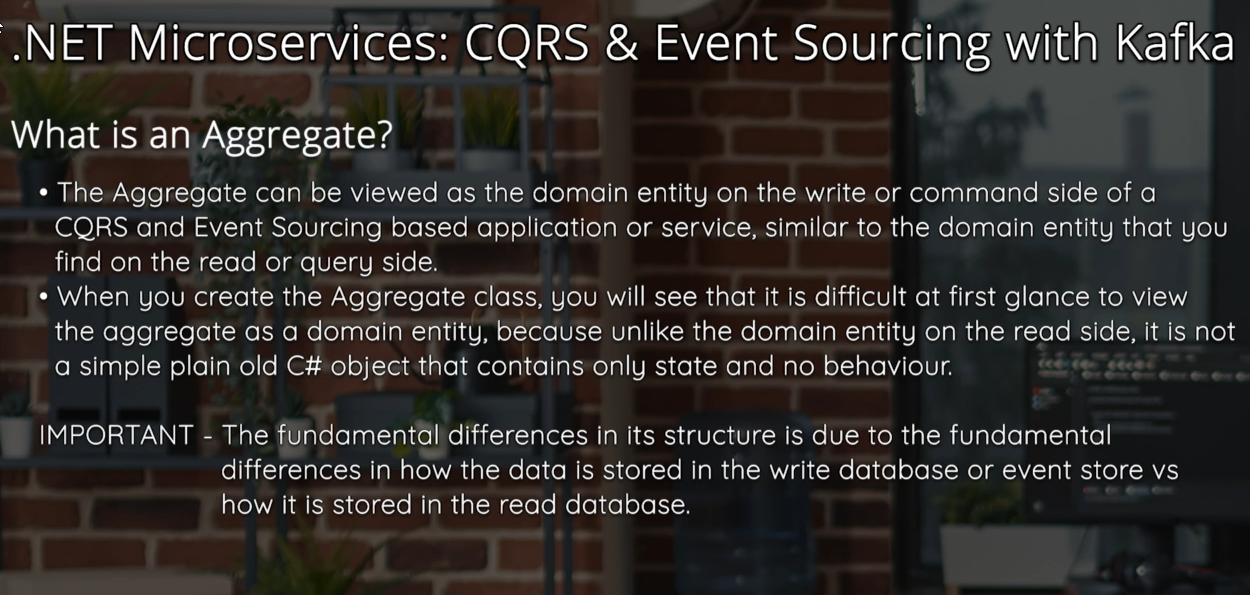 .NET Microservices: CQRS & Event Sourcing with Kafka
What is an Aggregate?
• The Aggregate can be viewed as the domain entity on the write or command side of a
CQRS and Event Sourcing based application or service, similar to the domain entity that you
find on the read or query side.
• When you create the Aggregate class, you will see that it is difficult at first glance to view
the aggregate as a domain entity, because unlike the domain entity on the read side, it is not
a simple plain old C# object that contains only state and no behaviour.
IMPORTANT - The fundamental differences in its structure is due to the fundamental
differences in how the data is stored in the write database or event store vs
how it is stored in the read database.